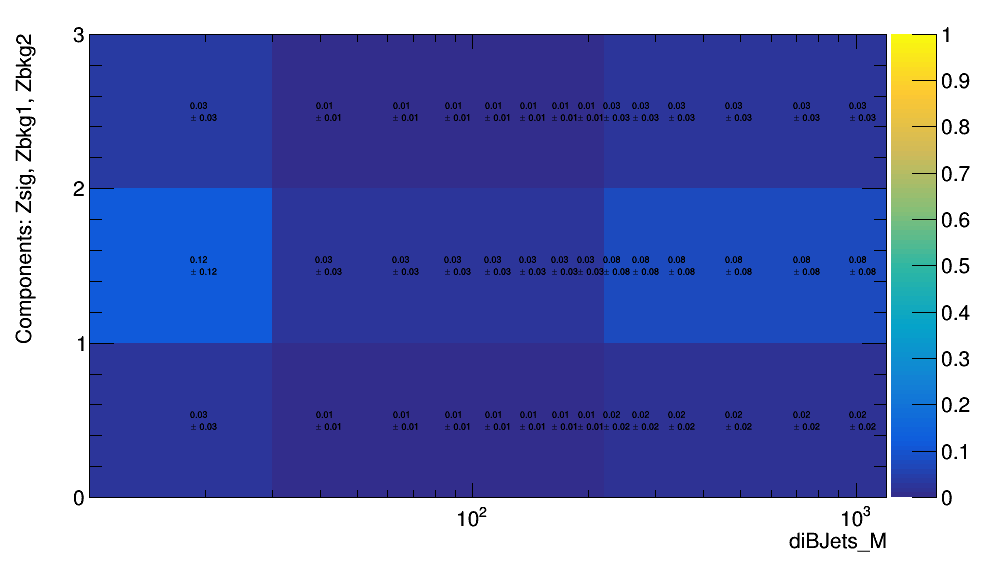 Components: Zsig, Zbkg1, Zbkg2
3
2
1
0
0.03 0.01 0.01 0.01 0.01 0.01 0.01 0.01 0.03 0.03 0.03 0.03 0.03 0.03
± 0.03 ± 0.01 ± 0.01 ± 0.01 ± 0.01 ± 0.01 ± 0.01 ± 0.01 ± 0.03 ± 0.03 ± 0.03 ± 0.03 ± 0.03 ± 0.03
0.12 0.03 0.03 0.03 0.03 0.03 0.03 0.03 0.08 0.08 0.08 0.08 0.08 0.08
± 0.12 ± 0.03 ± 0.03 ± 0.03 ± 0.03 ± 0.03 ± 0.03 ± 0.03 ± 0.08 ± 0.08 ± 0.08 ± 0.08 ± 0.08 ± 0.08
0.03 0.01 0.01 0.01 0.01 0.01 0.01 0.01 0.02 0.02 0.02 0.02 0.02 0.02
± 0.03 ± 0.01 ± 0.01 ± 0.01 ± 0.01 ± 0.01 ± 0.01 ± 0.01 ± 0.02 ± 0.02 ± 0.02 ± 0.02 ± 0.02 ± 0.02
10² 10³
diBJets_M
1
0.9
0.8
0.7
0.6
0.5
0.4
0.3
0.2
0.1
0